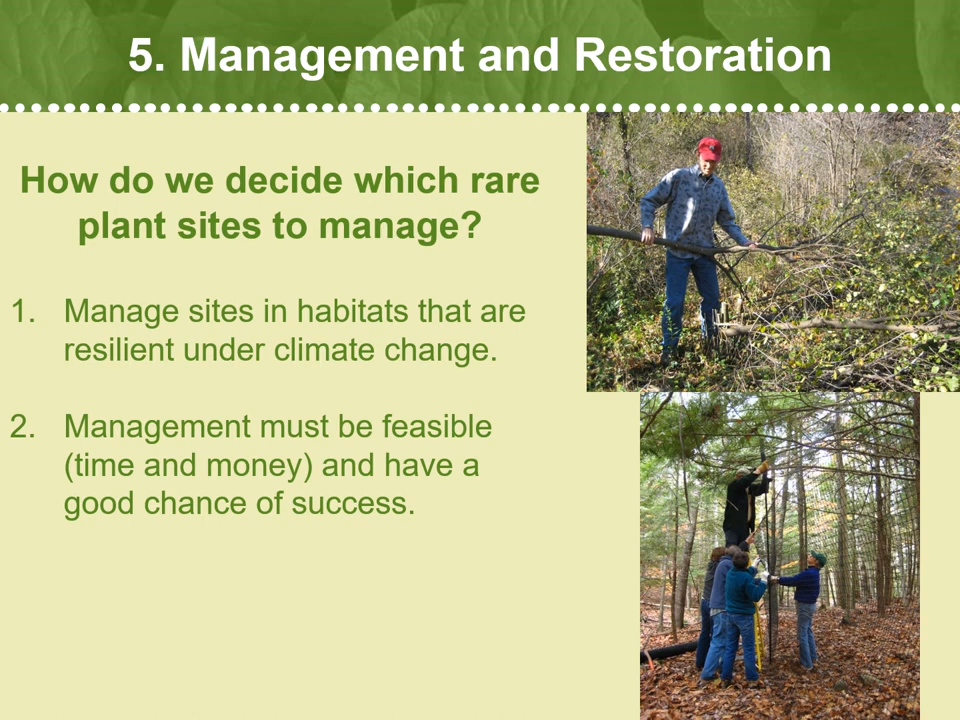 5. Management and Restoration
How do we decide which rare
plant sites to manage?
1. Manage sites in habitats that are
resilient under climate change.
2. Management must be feasible
(time and money) and have a
good chance of success.